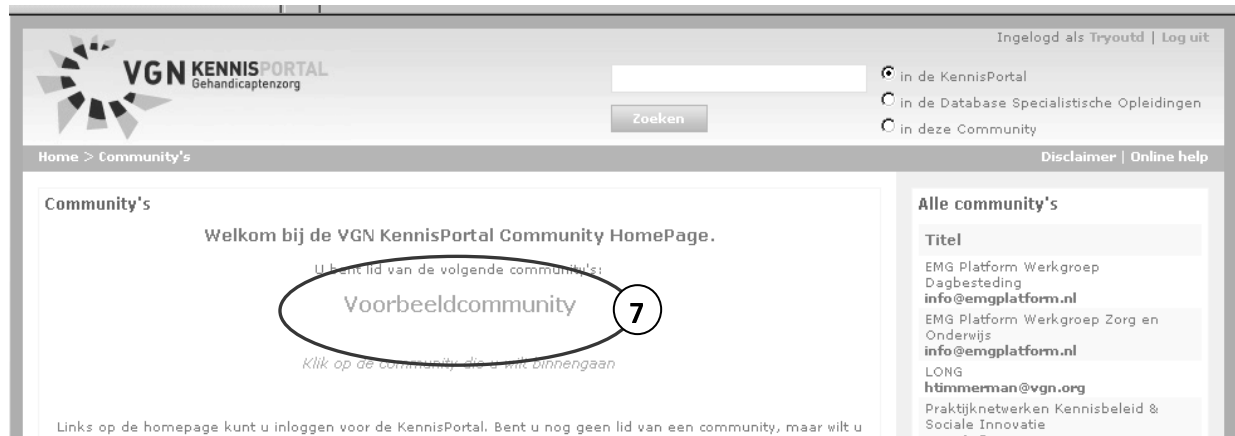 Ingelogd als Tryoutd | Log uit
VGN KENNISPORTAL
Gehandicaptenzorg
in de KennisPortal
in de Database Specialistische Opleidingen
in deze Community
Zoeken
Home > Community's
Disclaimer | Online help
Community's
Welkom bij de VGN KennisPortal Community HomePage.
U bent lid van de volgende community's:
Voorbeeldcommunity
7
Klik op de community die u wilt binnengaan
Links op de homepage kunt u inloggen voor de KennisPortal. Bent u nog geen lid van een community, maar wilt u
Alle community's
Titel
EMG Platform Werkgroep
Dagbesteding
info@emgplatform.nl
EMG Platform Werkgroep Zorg en
Onderwijs
info@emgplatform.nl
LONG
htimmerman@vgn.org
Praktijknetwerken Kennisbeleid &
Sociale Innovatie